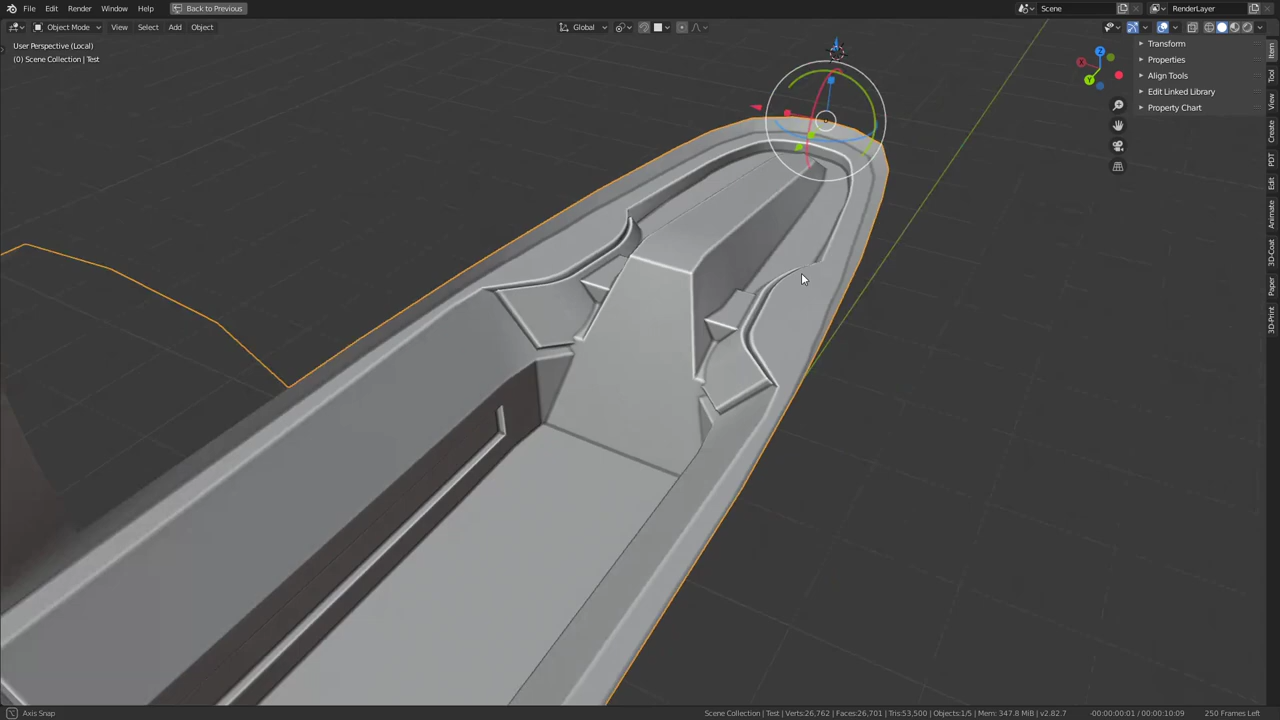 File Edit Render Window Help Back to Previous Scene RenderLayer
Object Mode View Select Add Object Global
User Perspective (Local)
(0) Scene Collection | Test
Transform
Properties
Align Tools
Edit Linked Library
Property Chart
X
Y
Z
Item
Tool
View
Create
PDT
Edit
Animate
3D-Coat
Paper
3D-Print
Axis Snap Scene Collection | Test | Verts:26,762 | Faces:26,701 | Tris:53,500 | Objects:1/5 | Mem: 347.8 MiB | v2.82.7 -00:00:00:01 / 00:00:10:09 250 Frames Left